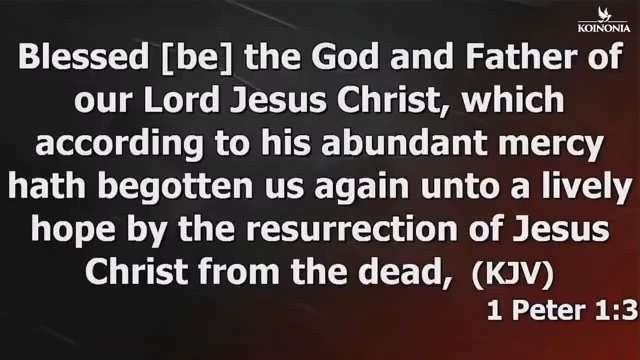 KOINONIA
Blessed [be] the God and Father of
our Lord Jesus Christ, which
according to his abundant mercy
hath begotten us again unto a lively
hope by the resurrection of Jesus
Christ from the dead, (KJV)
1 Peter 1:3